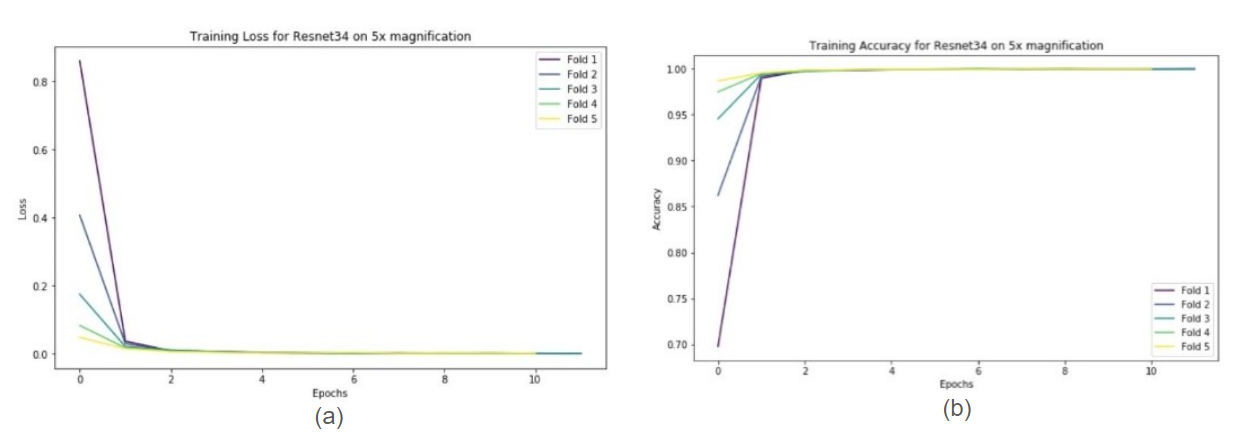 Training Loss for Resnet34 on 5x magnification
Fold 1
Fold 2
Fold 3
Fold 4
Fold 5
0.8
0.6
0.4
0.2
0.0
Loss
0 2 4 6 8 10
Epochs
(a)
Training Accuracy for Resnet34 on 5x magnification
1.00
0.95
0.90
0.85
0.80
0.75
0.70
Accuracy
Fold 1
Fold 2
Fold 3
Fold 4
Fold 5
0 2 4 6 8 10
Epochs
(b)